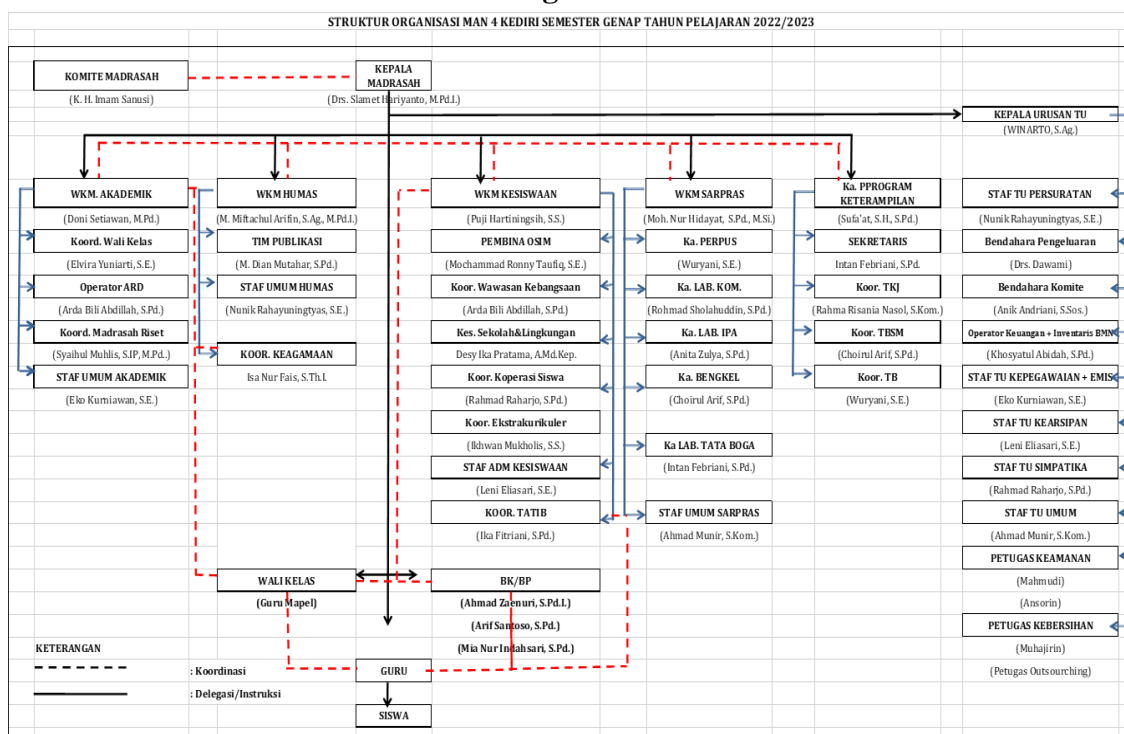 STRUKTUR ORGANISASI MAN 4 KEDIRI SEMESTER GENAP TAHUN PELAJARAN 2022/2023
KOMITE MADRASAH
(K. H. Imam Sanusi)
KEPALA
MADRASAH
(Drs. Slamet Hariyanto, M.Pd.I.)
KEPALA URUSAN TU
(WINARTO, S.Ag.)
WKM. AKADEMIK
(Doni Setiawan, M.Pd.)
Koord. Wali Kelas
(Elvira Yuniarti, S.E.)
Operator ARD
(Arda Bili Abdillah, S.Pd.)
Koord. Madrasah Riset
(Syaihul Muhlis, S.IP, M.Pd..)
STAF UMUM AKADEMIK
(Eko Kurniawan, S.E.)
WKM HUMAS
(M. Miftachul Arifin, S.Ag., M.Pd.I.)
TIM PUBLIKASI
(M. Dian Mutahar, S.Pd.)
STAF UMUM HUMAS
(Nunik Rahayuningtyas, S.E.)
KOOR. KEAGAMAAN
Isa Nur Fais, S.Th.I.
WKM KESISWAAN
(Puji Hartiningsih, S.S.)
PEMBINA OSIM
(Mochammad Ronny Taufiq, S.E.)
Koor. Wawasan Kebangsaan
(Arda Bili Abdillah, S.Pd.)
Kes. Sekolah&Lingkungan
Desy Ika Pratama, A.Md.Kep.
Koor. Koperasi Siswa
(Rahmad Raharjo, S.Pd.)
Koor. Ekstrakurikuler
(Ikhwan Mukholis, S.S.)
STAF ADM KESISWAAN
(Leni Eliasari, S.E.)
KOOR. TATIB
(Ika Fitriani, S.Pd.)
WKM SARPRAS
(Moh. Nur Hidayat, S.Pd., M.Si.)
Ka. PERPUS
(Wuryani, S.E.)
Ka. LAB. KOM.
(Rohmad Sholahuddin, S.Pd.)
Ka. LAB. IPA
(Anita Zulya, S.Pd.)
Ka. BENGKEL
(Choirul Arif, S.Pd.)
Ka LAB. TATA BOGA
(Intan Febriani, S.Pd.)
STAF UMUM SARPRAS
(Ahmad Munir, S.Kom.)
Ka. PPROGRAM
KETERAMPILAN
(Sufa'at, S.H., S.Pd.)
SEKRETARIS
Intan Febriani, S.Pd.
Koor. TKJ
(Rahma Risania Nasol, S.Kom.)
Koor. TBSM
(Choirul Arif, S.Pd.)
Koor. TB
(Wuryani, S.E.)
STAF TU PERSURATAN
(Nunik Rahayuningtyas, S.E.)
Bendahara Pengeluaran
(Drs. Dawami)
Bendahara Komite
(Anik Andriani, S.Sos.)
Operator Keuangan + Inventaris BMN
(Khosyatul Abidah, S.Pd.)
STAF TU KEPEGAWAIAN + EMIS
(Eko Kurniawan, S.E.)
STAF TU KEARSIPAN
(Leni Eliasari, S.E.)
STAF TU SIMPATIKA
(Rahmad Raharjo, S.Pd.)
STAF TU UMUM
(Ahmad Munir, S.Kom.)
PETUGAS KEAMANAN
(Mahmudi)
(Ansorin)
PETUGAS KEBERSIHAN
(Muhajirin)
(Petugas Outsourching)
WALI KELAS
(Guru Mapel)
BK/BP
(Ahmad Zaenuri, S.Pd.I.)
(Arif Santoso, S.Pd.)
(Mia Nur Indahsari, S.Pd.)
KETERANGAN
: Koordinasi
: Delegasi/Instruksi
GURU
SISWA